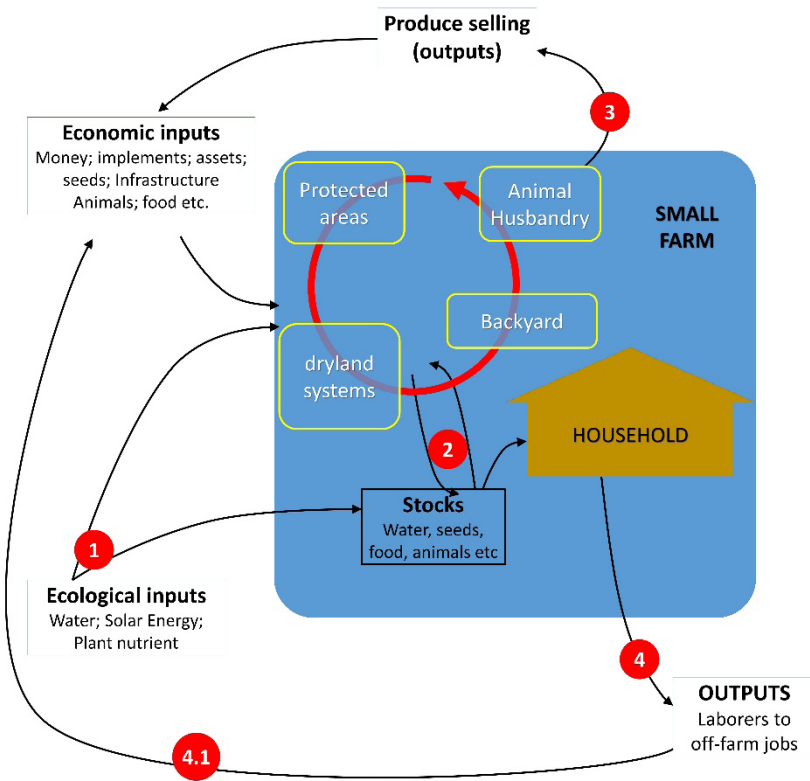 Produce selling
(outputs)
3
Economic inputs
Money; implements; assets;
seeds; Infrastructure
Animals; food etc.
Protected
areas
Animal
Husbandry
SMALL
FARM
Backyard
dryland
systems
HOUSEHOLD
2
Stocks
Water, seeds,
food, animals etc
1
Ecological inputs
Water; Solar Energy;
Plant nutrient
4
OUTPUTS
Laborers to
off-farm jobs
4.1